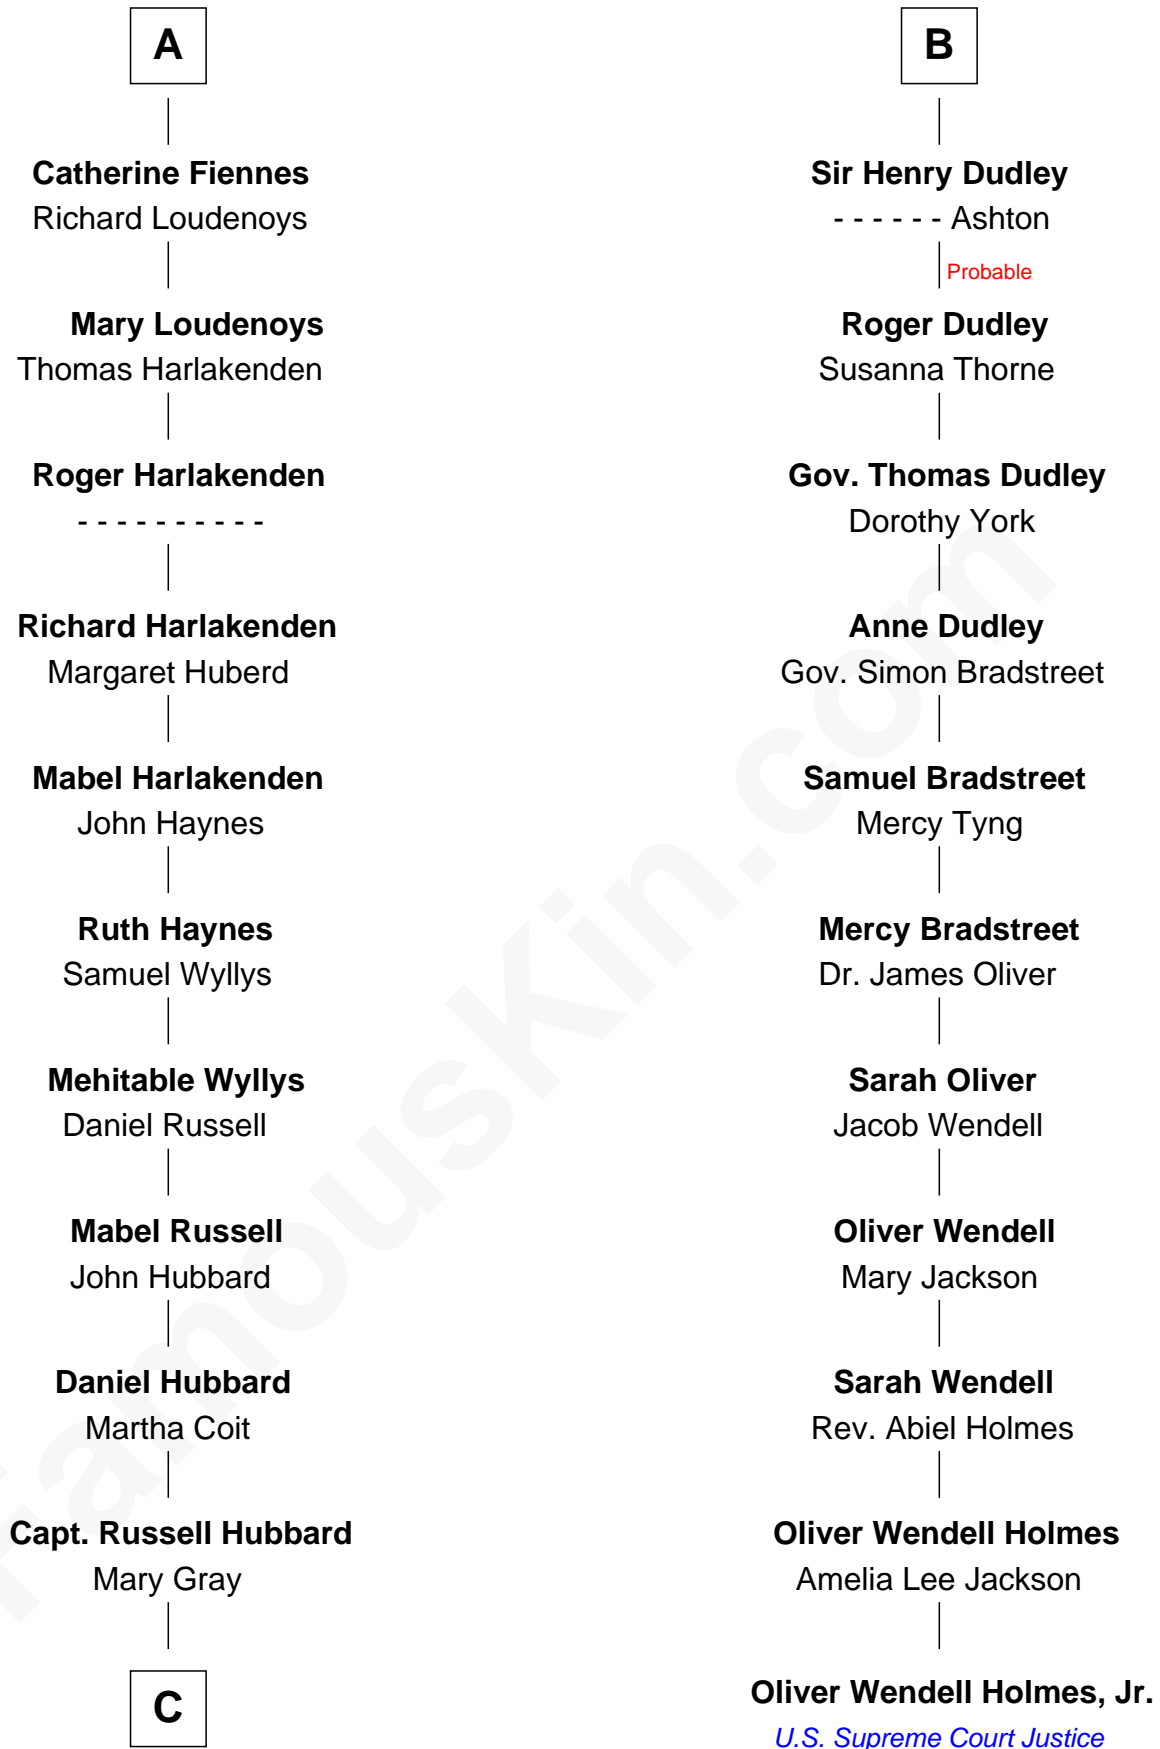 A
Catherine Fiennes
Richard Loudenoys
Mary Loudenoys
Thomas Harlakenden
Roger Harlakenden
- - - - - - - - - -
Richard Harlakenden
Margaret Huberd
Mabel Harlakenden
John Haynes
Ruth Haynes
Samuel Wyllys
Mehitable Wyllys
Daniel Russell
Mabel Russell
John Hubbard
Daniel Hubbard
Martha Coit
Capt. Russell Hubbard
Mary Gray
C
B
Sir Henry Dudley
- - - - - - Ashton
Probable
Roger Dudley
Susanna Thorne
Gov. Thomas Dudley
Dorothy York
Anne Dudley
Gov. Simon Bradstreet
Samuel Bradstreet
Mercy Tyng
Mercy Bradstreet
Dr. James Oliver
Sarah Oliver
Jacob Wendell
Oliver Wendell
Mary Jackson
Sarah Wendell
Rev. Abiel Holmes
Oliver Wendell Holmes
Amelia Lee Jackson
Oliver Wendell Holmes, Jr.
U.S. Supreme Court Justice
FamousKin.com